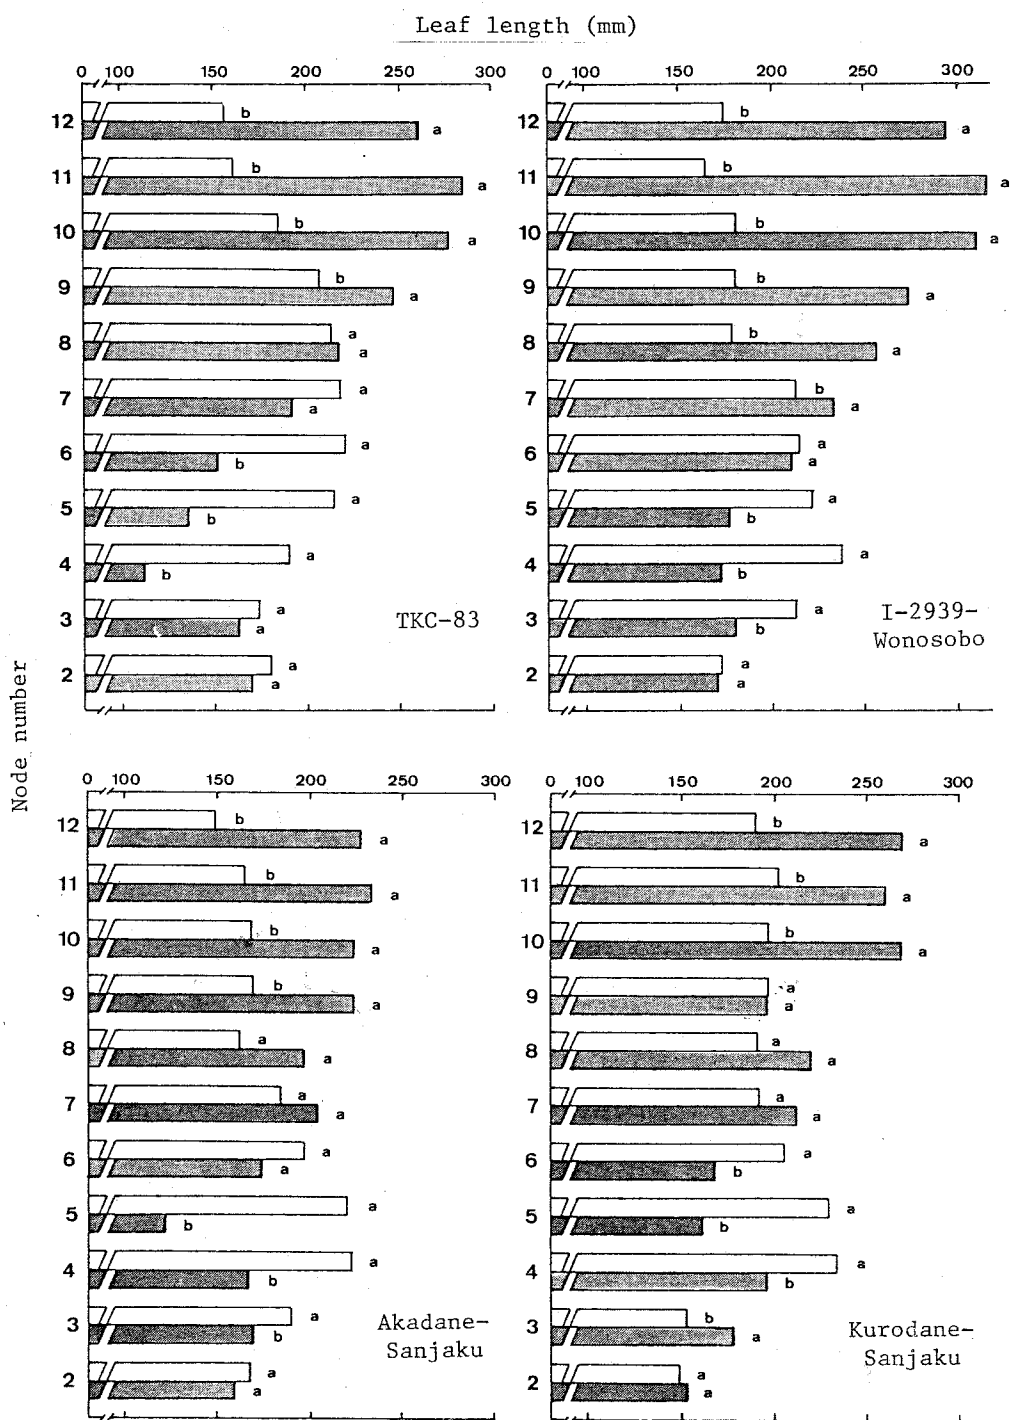 Leaf length (mm)
0 100 150 200 250 300
12 b
a
11 b
a
10 b
a
9 b
a
8 a
a
7 a
a
6 a
b
5 a
b
4 a
b
3 a
a
2 a
a
TKC-83
0 100 150 200 250 300
12 b
a
11 b
a
10 b
a
9 b
a
8 b
a
7 b
a
6 a
a
5 a
b
4 a
b
3 a
b
2 a
a
I-2939-
Wonosobo
Node number
0 100 150 200 250 300
12 b
a
11 b
a
10 b
a
9 b
a
8 a
a
7 a
a
6 a
a
5 a
b
4 a
b
3 a
b
2 a
a
Akadane-
Sanjaku
0 100 150 200 250 300
12 b
a
11 b
a
10 b
a
9 a
a
8 a
a
7 a
a
6 a
b
5 a
b
4 a
b
3 b
a
2 a
a
Kurodane-
Sanjaku